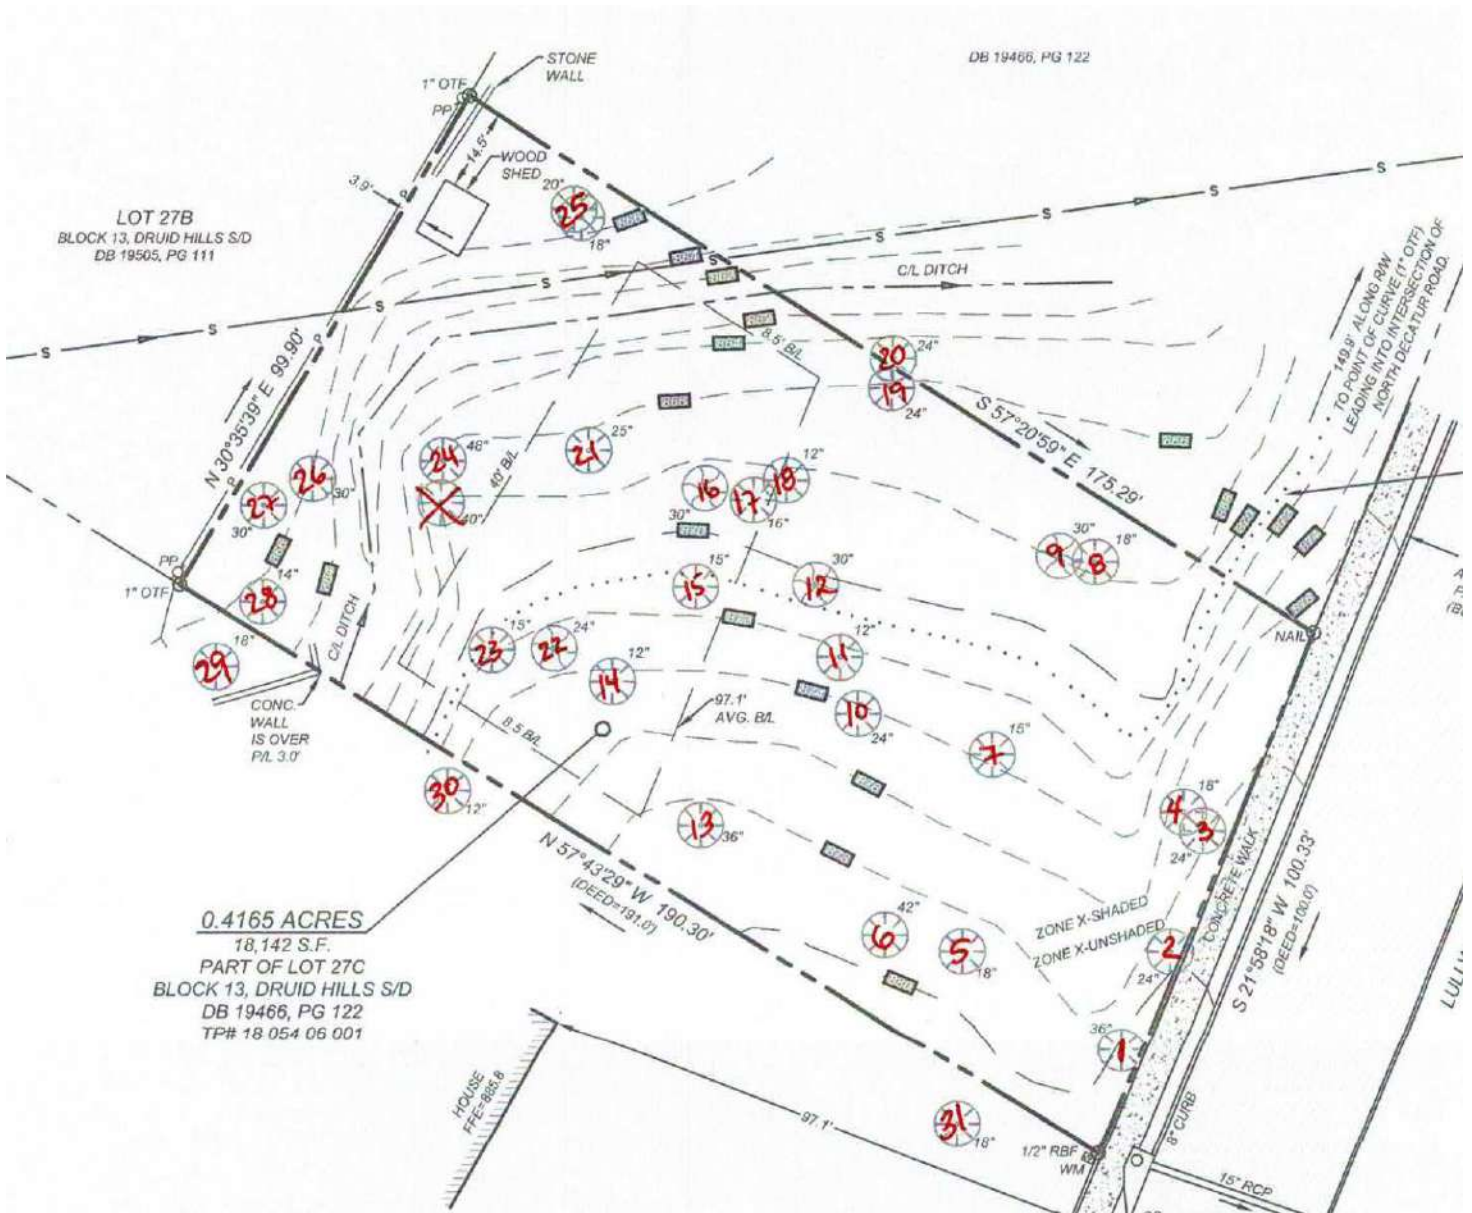 STONE
WALL
DB 19466, PG 122
1" OTF
PP
14.5'
WOOD
SHED
3.9'
20"
25
18"
LOT 27B
BLOCK 13, DRUID HILLS S/D
DB 19505, PG 111
S
S
S
S
S
S
S
S
C/L DITCH
149.9' ALONG R/W
TO POINT OF CURVE (1" OTF)
LEADING INTO INTERSECTION OF
NORTH DECATUR ROAD.
P
P
P
N 30°35'39" E 99.90'
8.5' B/L
20
24"
19
24"
S 57°20'59" E 175.29'
868
24
48"
40"
40' B/L
21
25"
16
30"
17
16"
18
12"
26
30"
27
30"
9
30"
8
18"
PP
1" OTF
28
14"
29
18"
C/L DITCH
15
15"
12
30"
NAIL
23
15"
22
24"
14
12"
11
12"
10
24"
7
15"
CONC.
WALL
IS OVER
P/L 3.0'
8.5 B/L
97.1'
AVG. B/L
30
12"
13
36"
4
18"
3
24"
N 57°43'29" W 190.30'
(DEED=191.0')
CONCRETE WALK
S 21°58'18" W 100.33'
(DEED=100.0')
0.4165 ACRES
18,142 S.F.
PART OF LOT 27C
BLOCK 13, DRUID HILLS S/D
DB 19466, PG 122
TP# 18 054 06 001
6
42"
5
18"
880
ZONE X-SHADED
ZONE X-UNSHADED
2
24"
1
36"
HOUSE
FFE=885.8
97.1'
31
18"
1/2" RBF
WM
8" CURB
15" RCP